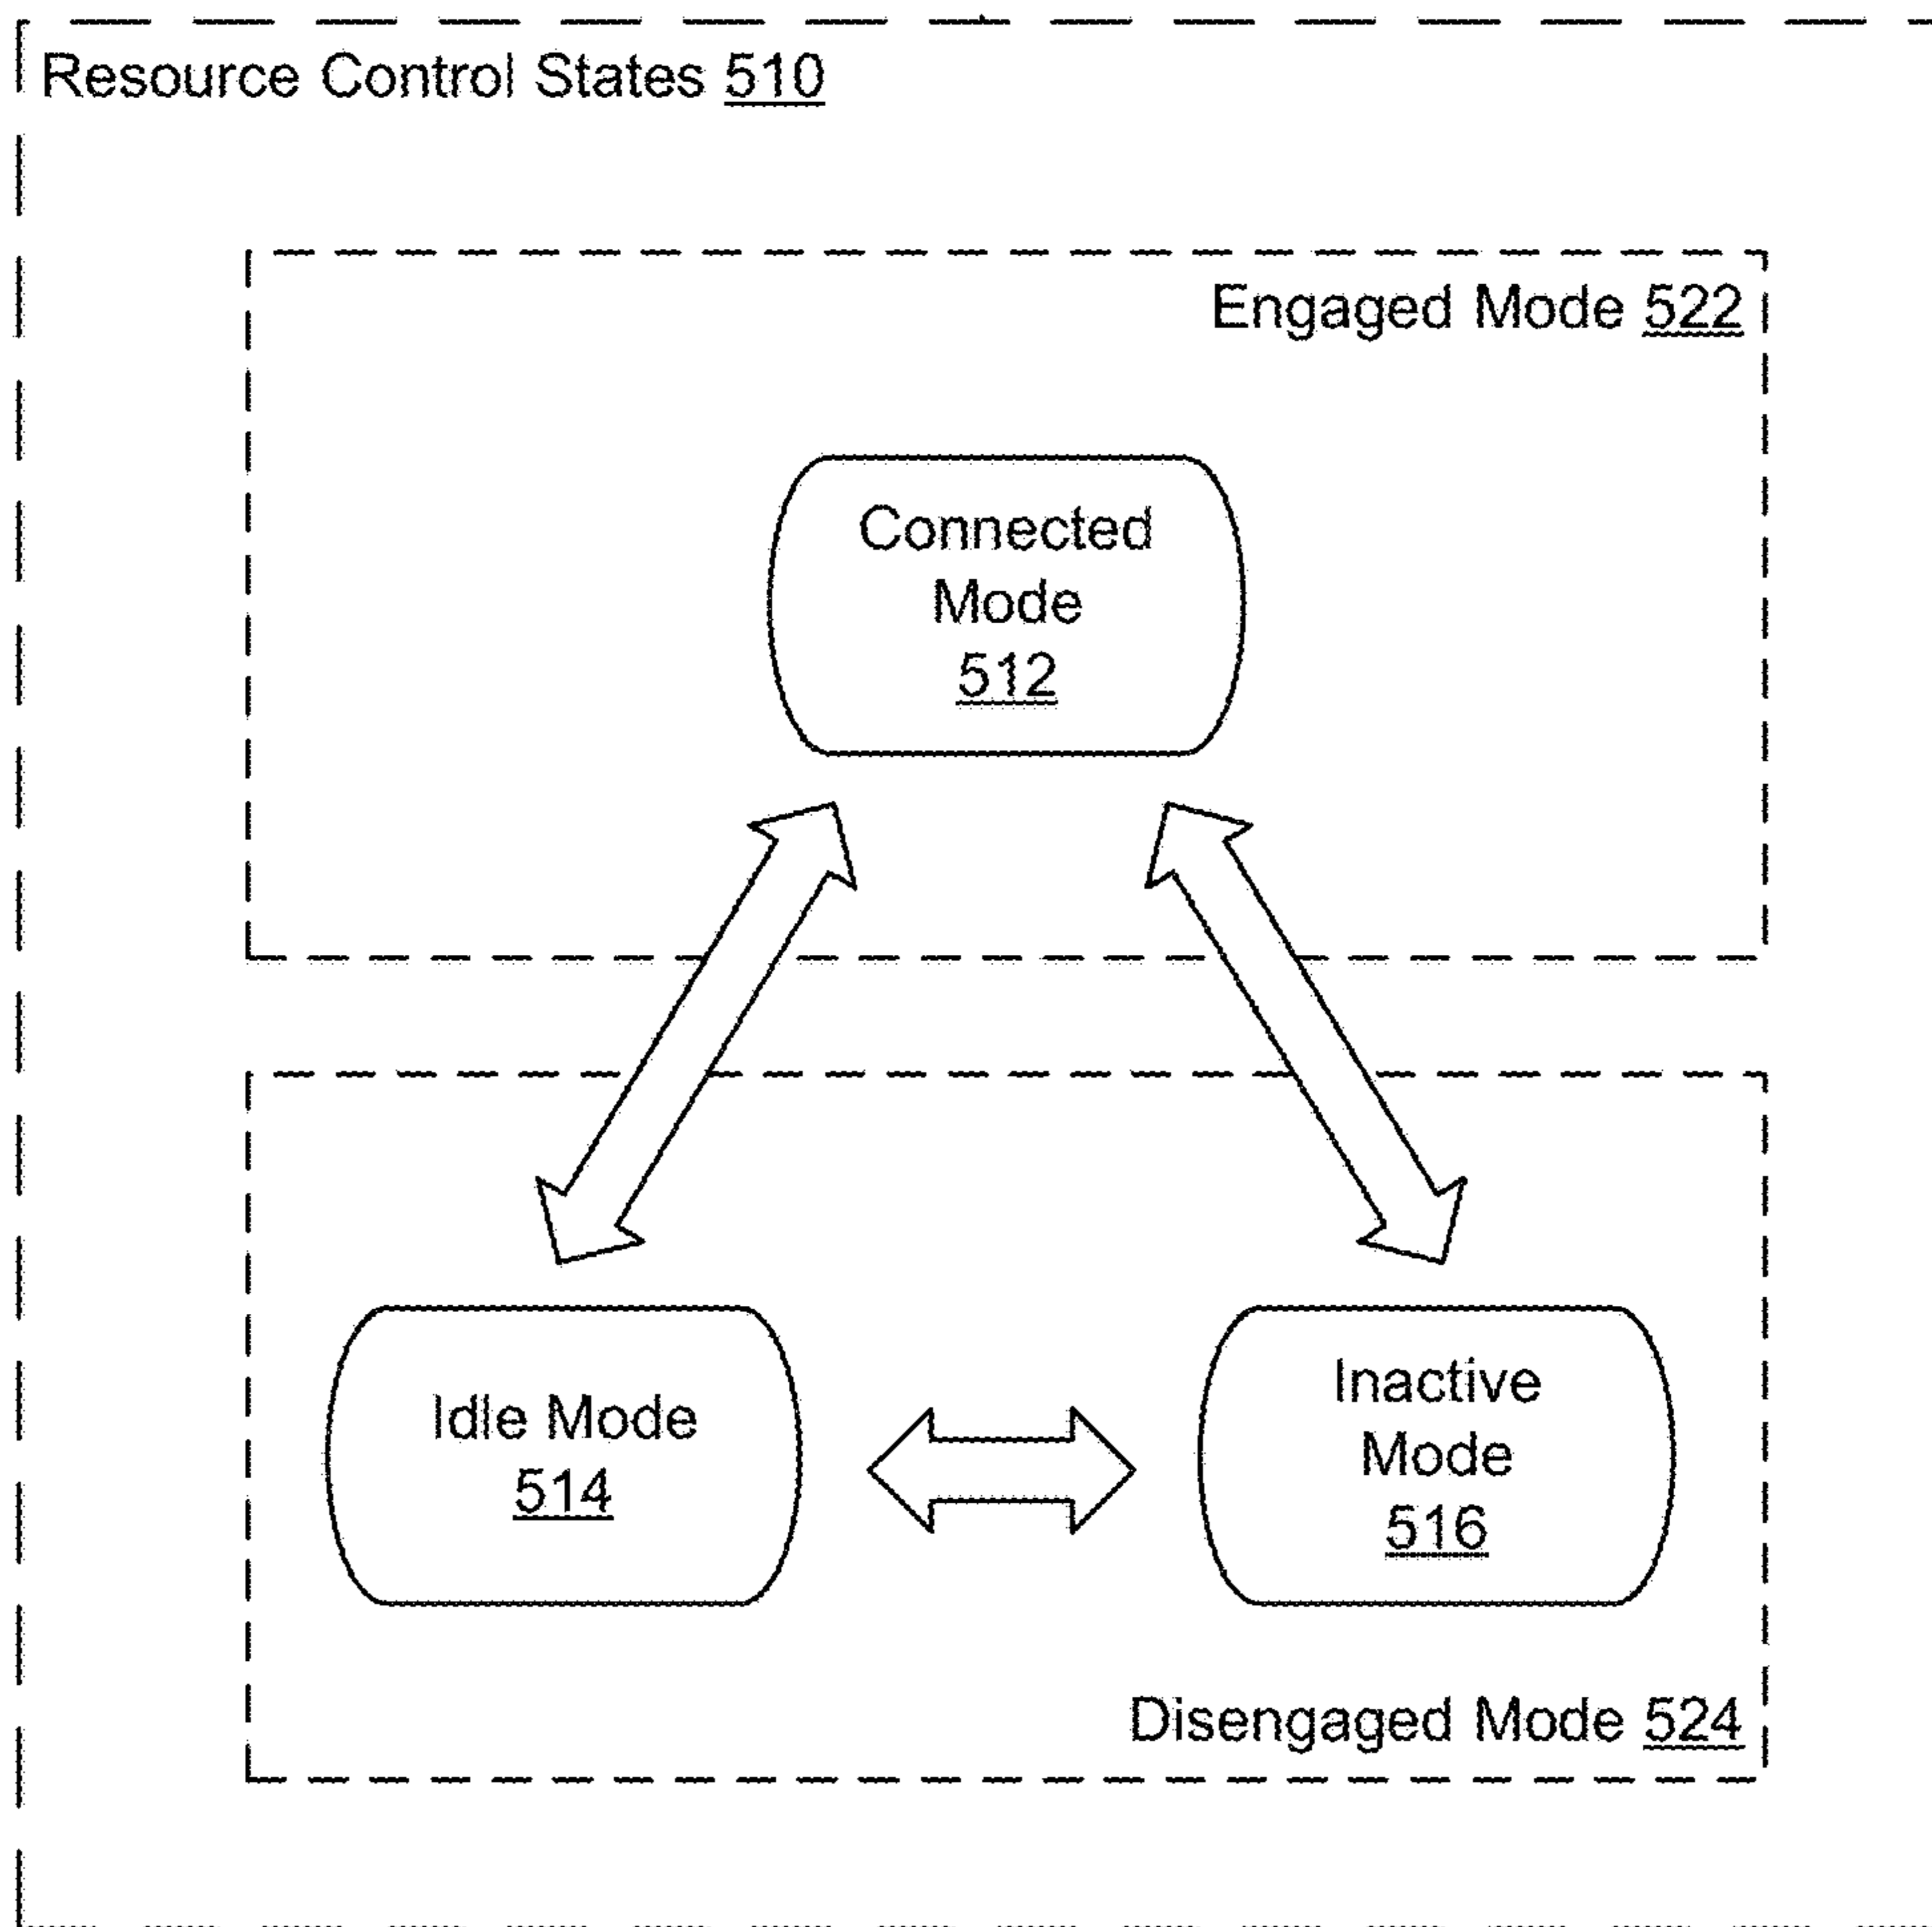 Resource Control States 510
Engaged Mode 522
Connected
Mode
512
Idle Mode
514
Inactive
Mode
516
Disengaged Mode 524